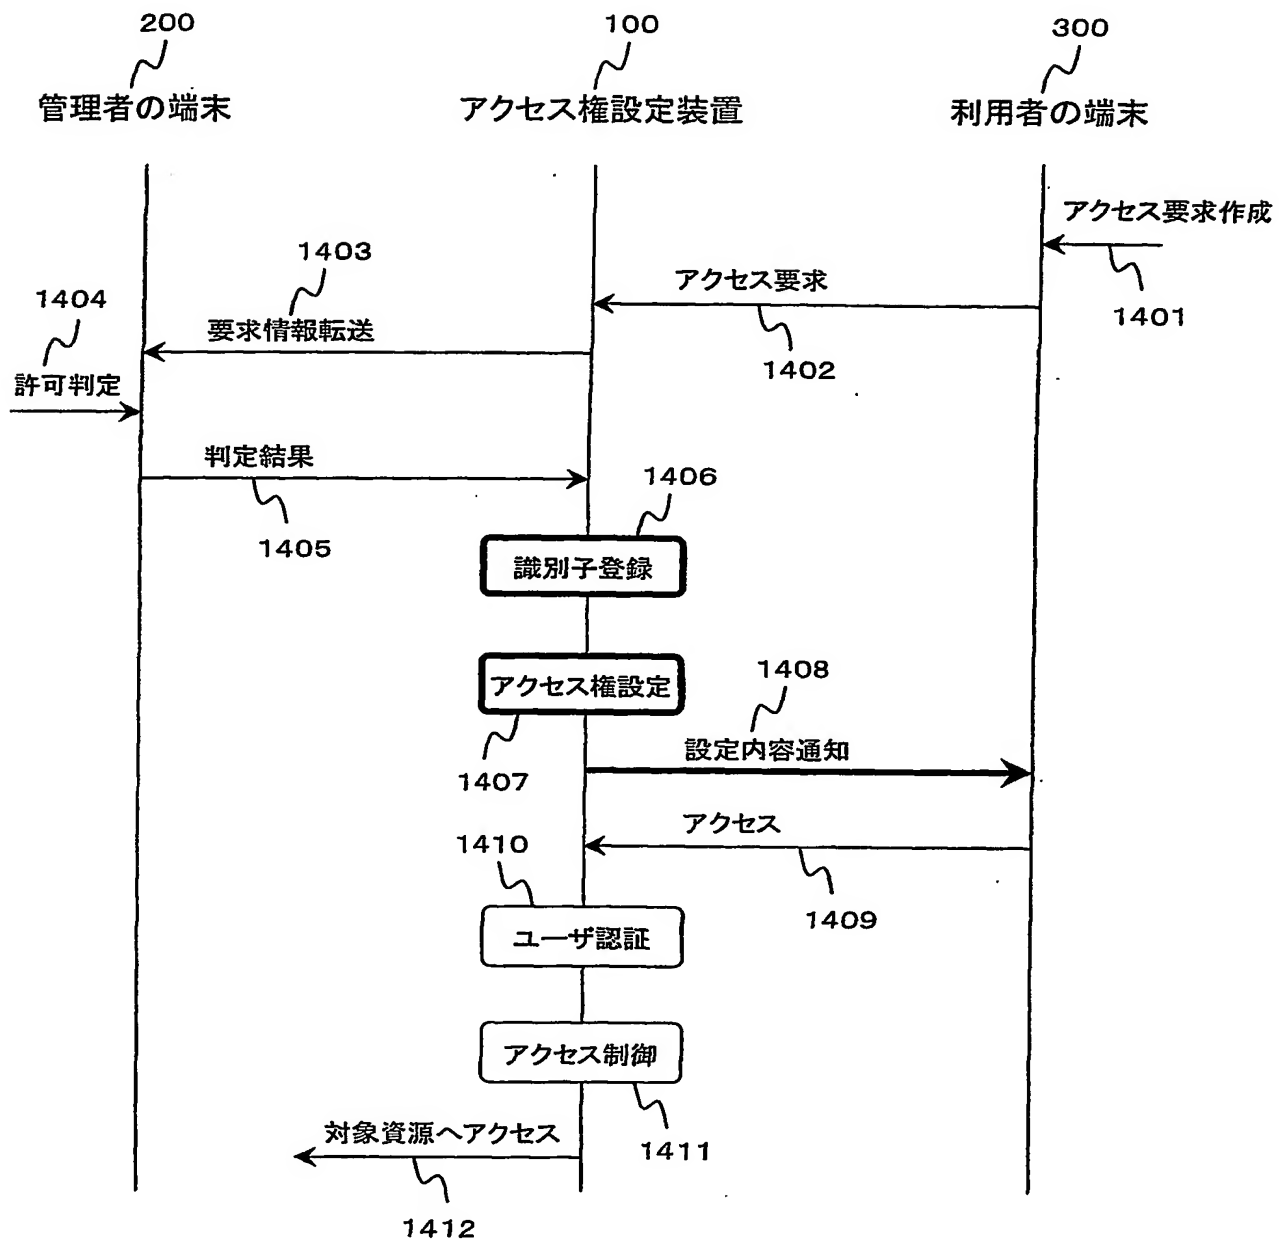 200
100
300
管理者の端末
アクセス権設定装置
利用者の端末
アクセス要求作成
1401
アクセス要求
1402
1403
要求情報転送
1404
許可判定
判定結果
1405
1406
識別子登録
アクセス権設定
1407
1408
設定内容通知
アクセス
1409
1410
ユーザ認証
アクセス制御
1411
対象資源へアクセス
1412